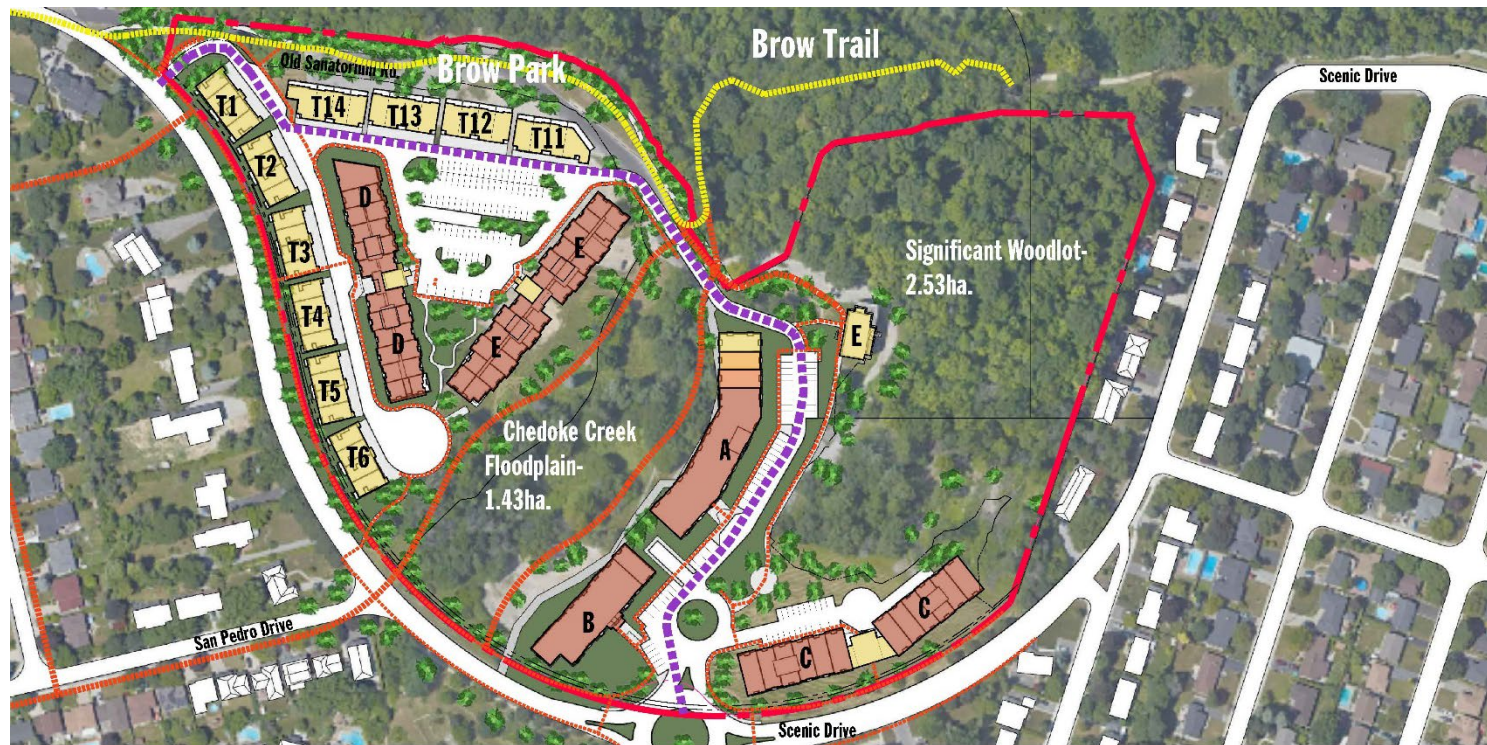 Brow Trail
Scenic Drive
Old Sanatorium Rd.
Brow Park
T1
T14
T13
T12
T11
T2
D
E
T3
Significant Woodlot-
2.53ha.
T4
D
E
E
T5
A
Chedoke Creek
Floodplain-
1.43ha.
T6
B
C
C
San Pedro Drive
Scenic Drive